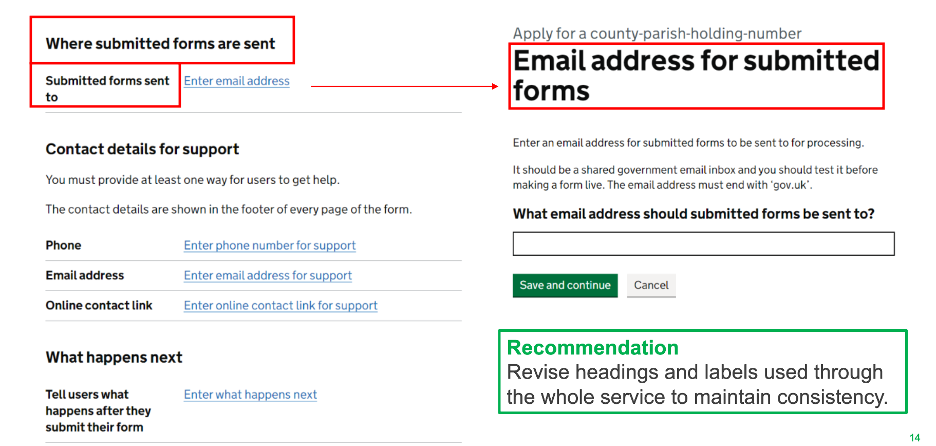 Where submitted forms are sent
Submitted forms sent
to
Enter email address
Contact details for support
You must provide at least one way for users to get help.
The contact details are shown in the footer of every page of the form.
Phone
Enter phone number for support
Email address
Enter email address for support
Online contact link
Enter online contact link for support
What happens next
Tell users what
happens after they
submit their form
Enter what happens next
Apply for a county-parish-holding-number
Email address for submitted
forms
Enter an email address for submitted forms to be sent to for processing.
It should be a shared government email inbox and you should test it before
making a form live. The email address must end with ‘gov.uk’.
What email address should submitted forms be sent to?
Save and continue
Cancel
Recommendation
Revise headings and labels used through
the whole service to maintain consistency.
14